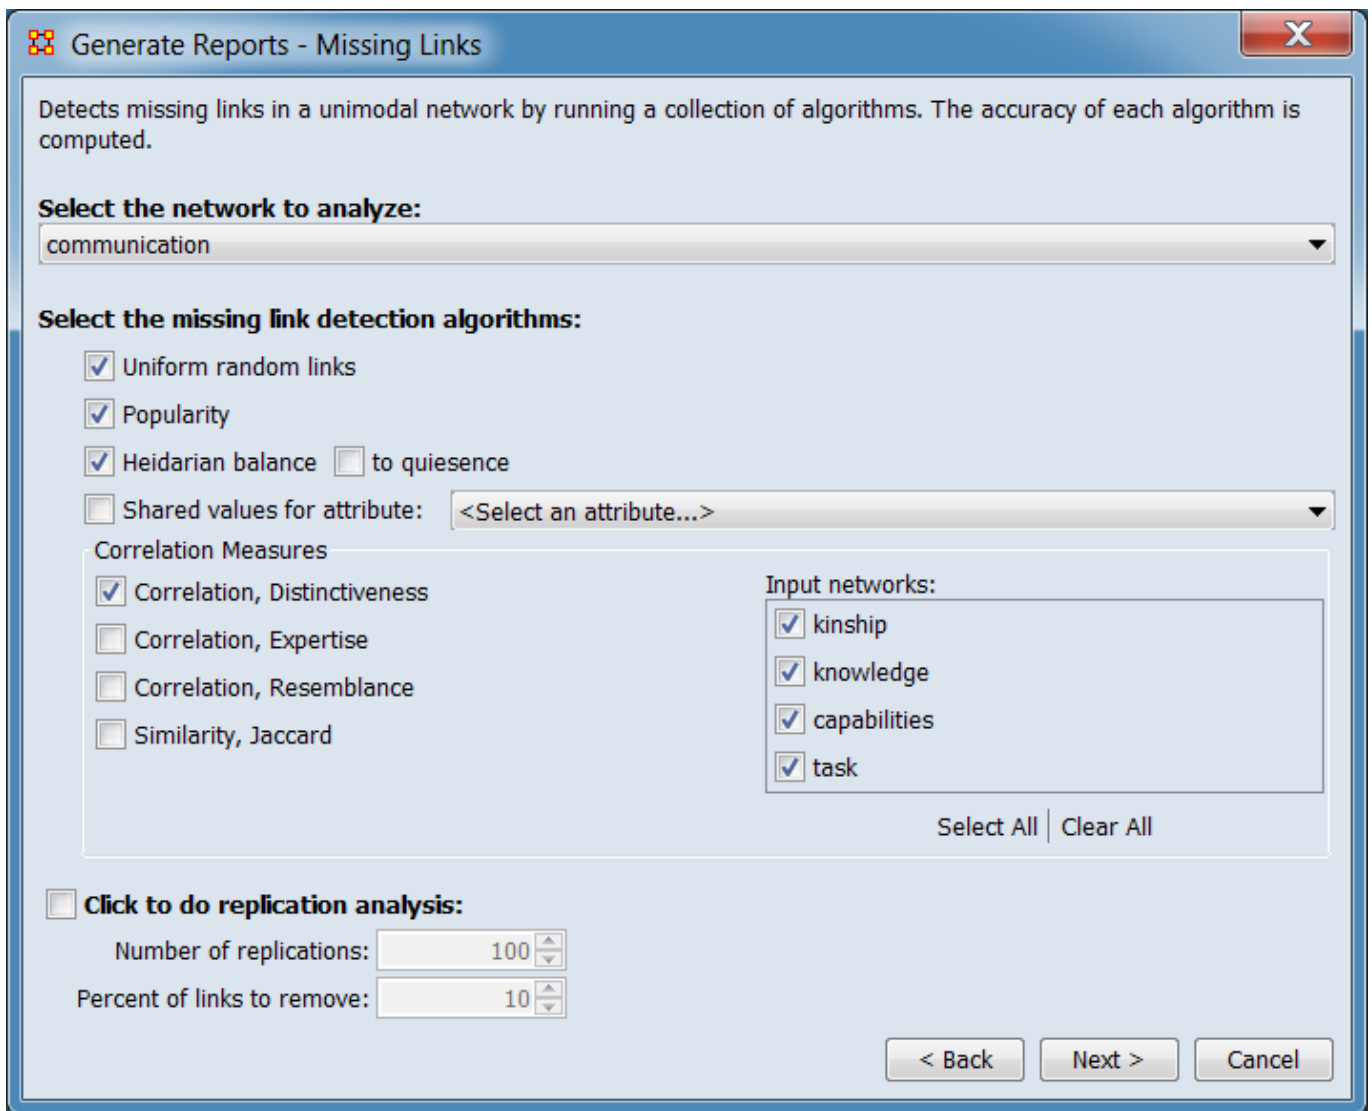 Generate Reports - Missing Links
X
Detects missing links in a unimodal network by running a collection of algorithms. The accuracy of each algorithm is
computed.
Select the network to analyze:
communication
Select the missing link detection algorithms:
Uniform random links
Popularity
Heidarian balance to quiesence
Shared values for attribute: <Select an attribute...>
Correlation Measures
Correlation, Distinctiveness
Correlation, Expertise
Correlation, Resemblance
Similarity, Jaccard
Input networks:
kinship
knowledge
capabilities
task
Select All | Clear All
Click to do replication analysis:
Number of replications: 100
Percent of links to remove: 10
< Back Next > Cancel